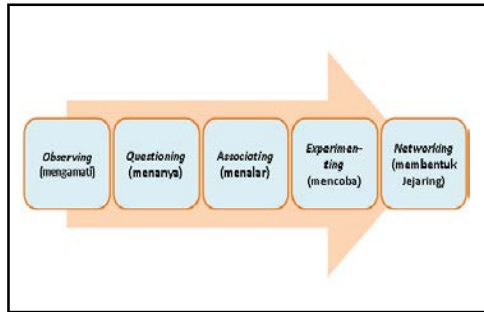 Observing
(mengamati)
Questioning
(menanya)
Associating
(menalar)
Experimen-
ting
(mencoba)
Networking
(membentuk
Jejaring)